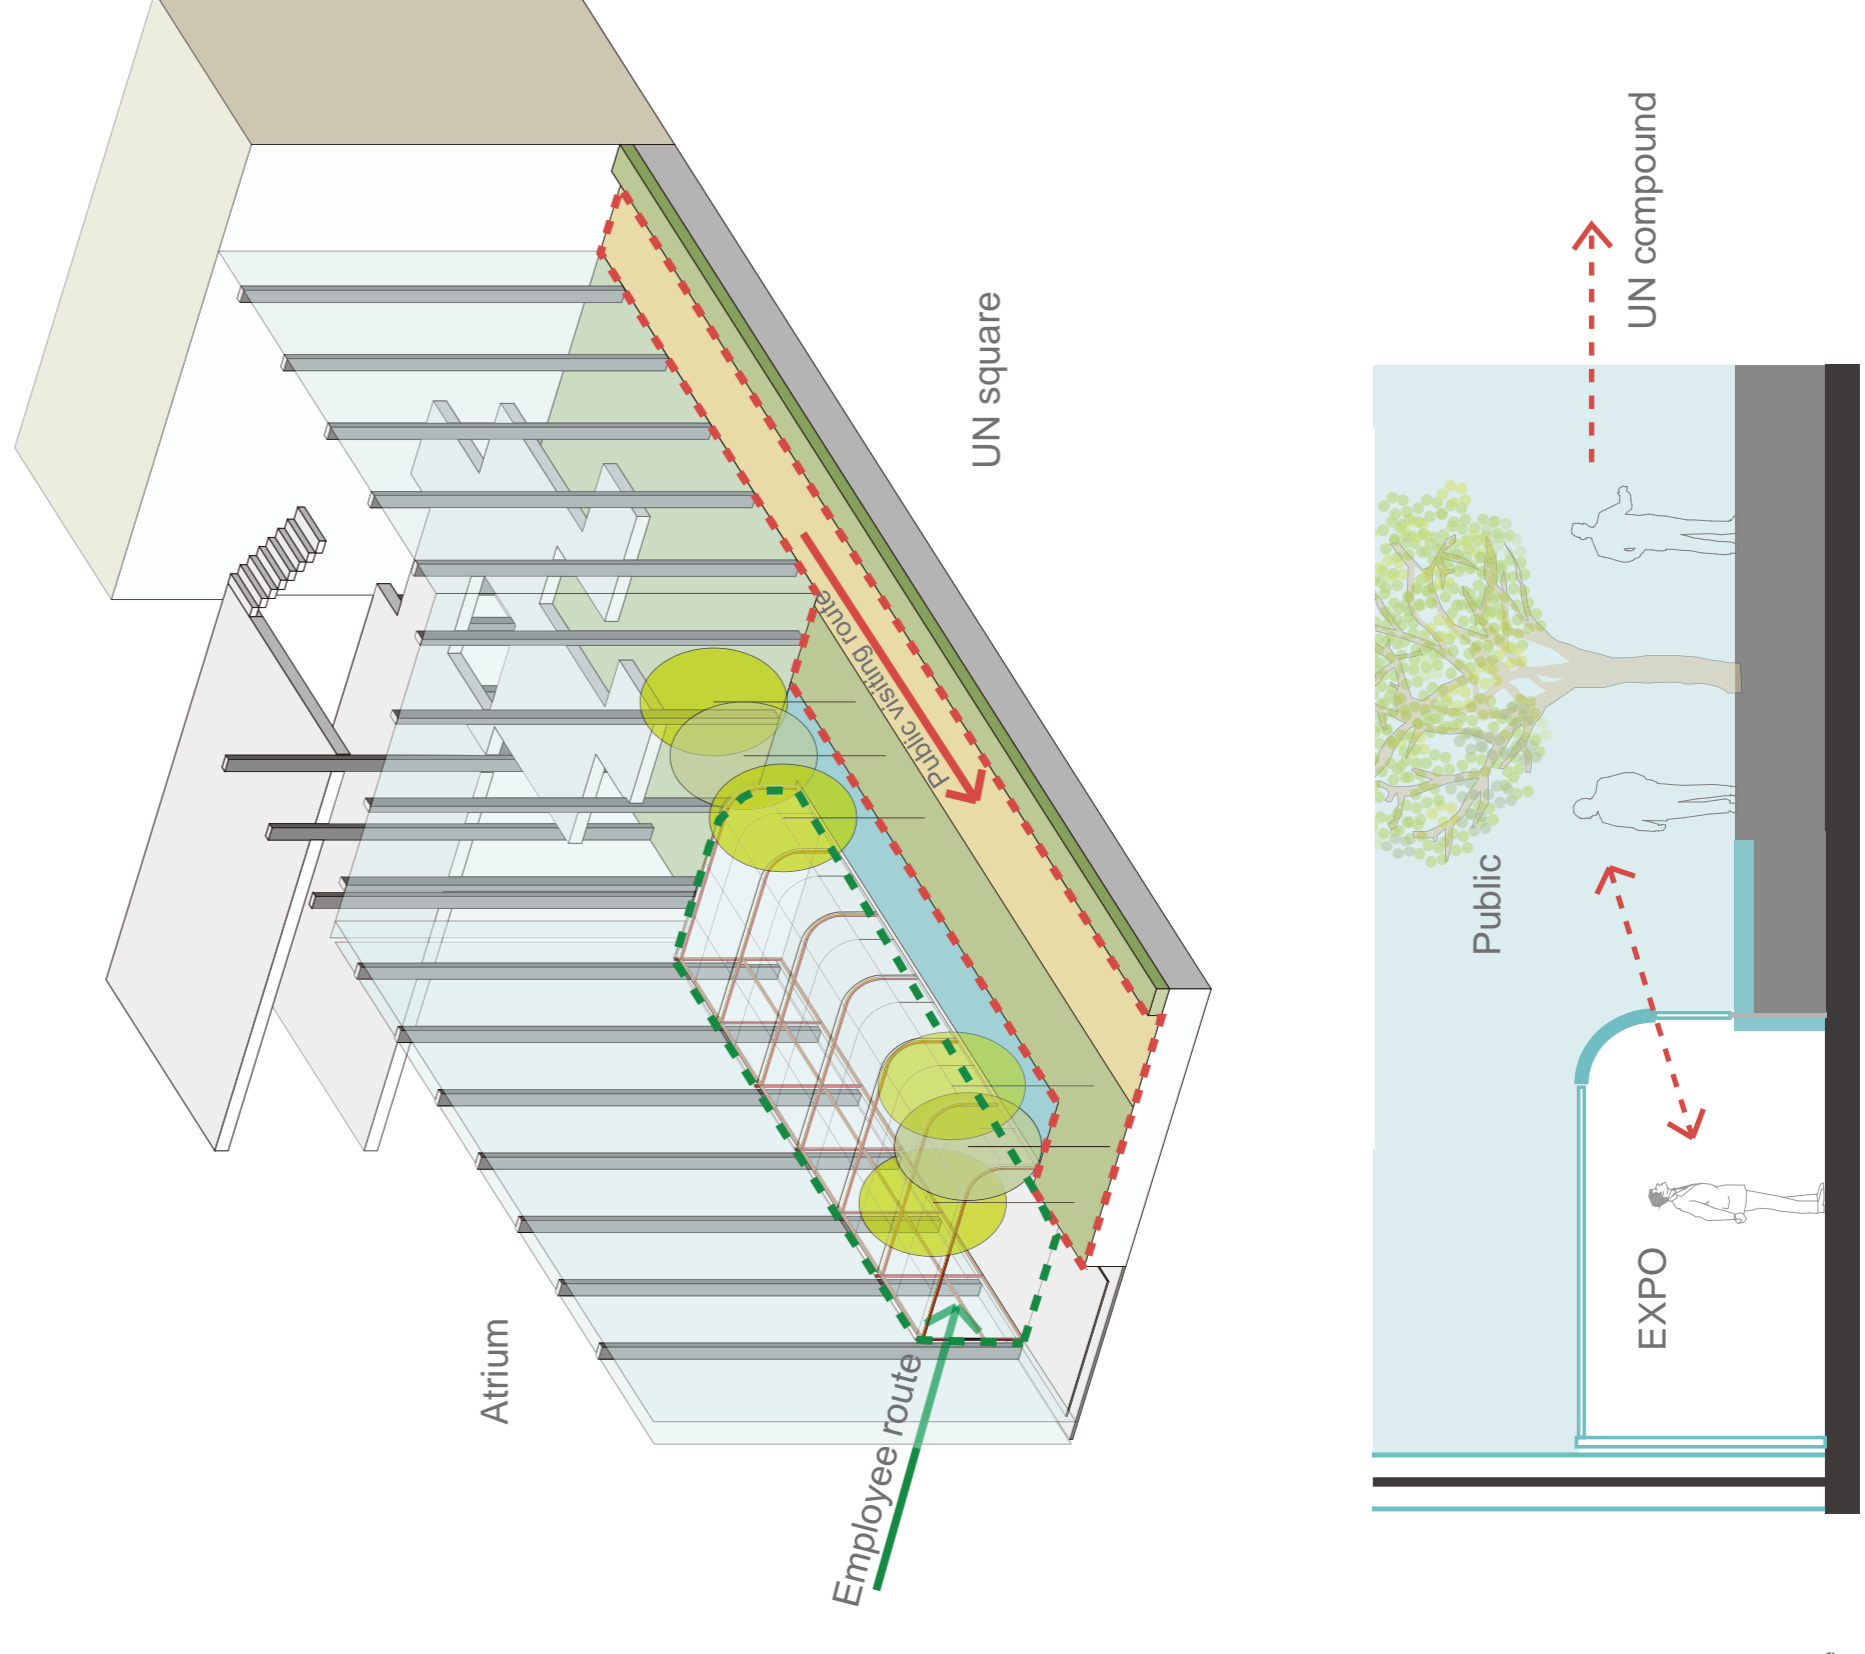 Atrium
UN square
Public visiting route
Employee route
UN compound
Public
EXPO